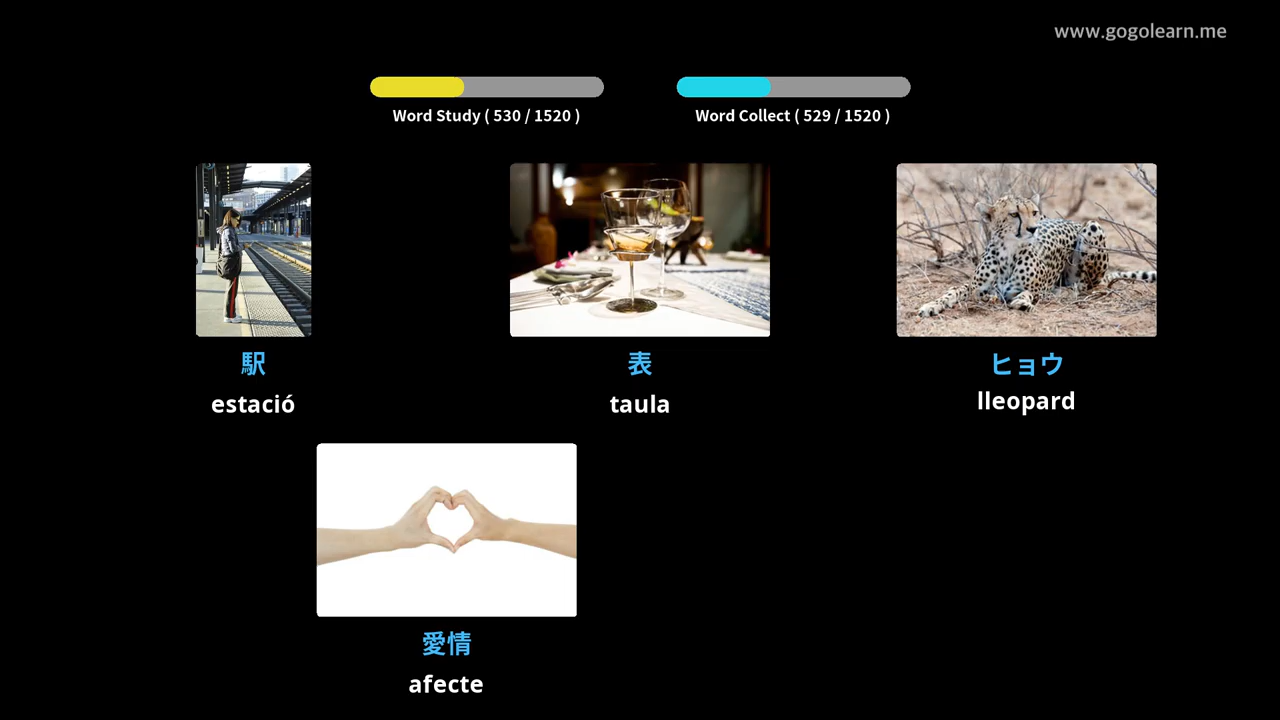 www.gogolearn.me
Word Study ( 530 / 1520 )
Word Collect ( 529 / 1520 )
駅
estació
表
taula
ヒョウ
lleopard
愛情
afecte